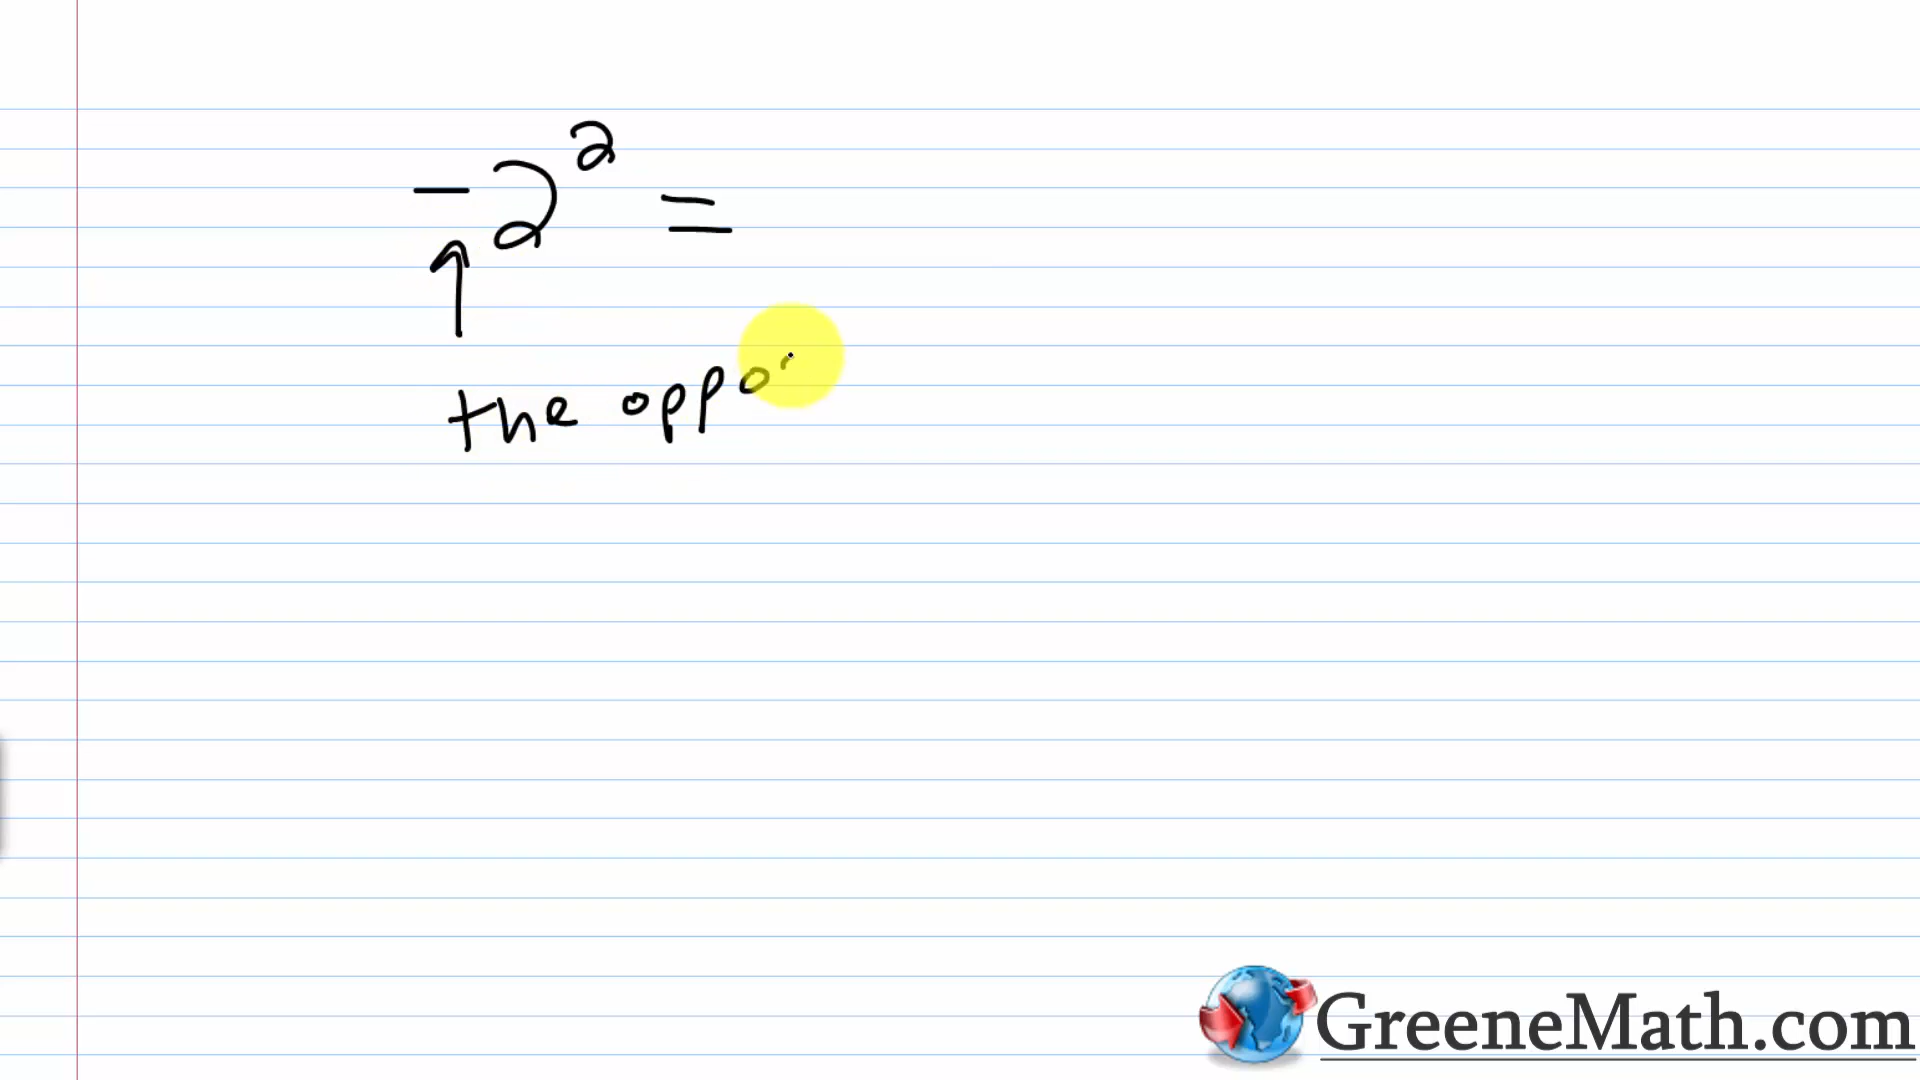 -2² =
↑
the oppo
GreeneMath.com